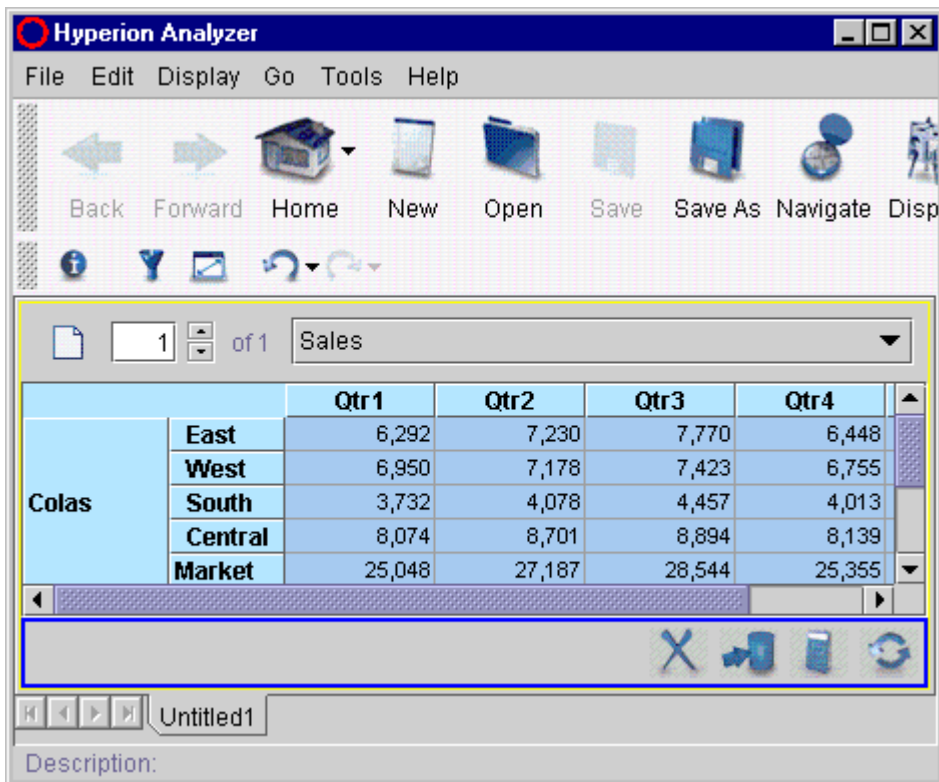 Hyperion Analyzer
File Edit Display Go Tools Help
Back Forward Home New Open Save Save As Navigate Disp
1 of 1 Sales
Qtr1 Qtr2 Qtr3 Qtr4
Colas
East 6,292 7,230 7,770 6,448
West 6,950 7,178 7,423 6,755
South 3,732 4,078 4,457 4,013
Central 8,074 8,701 8,894 8,139
Market 25,048 27,187 28,544 25,355
Untitled1
Description: